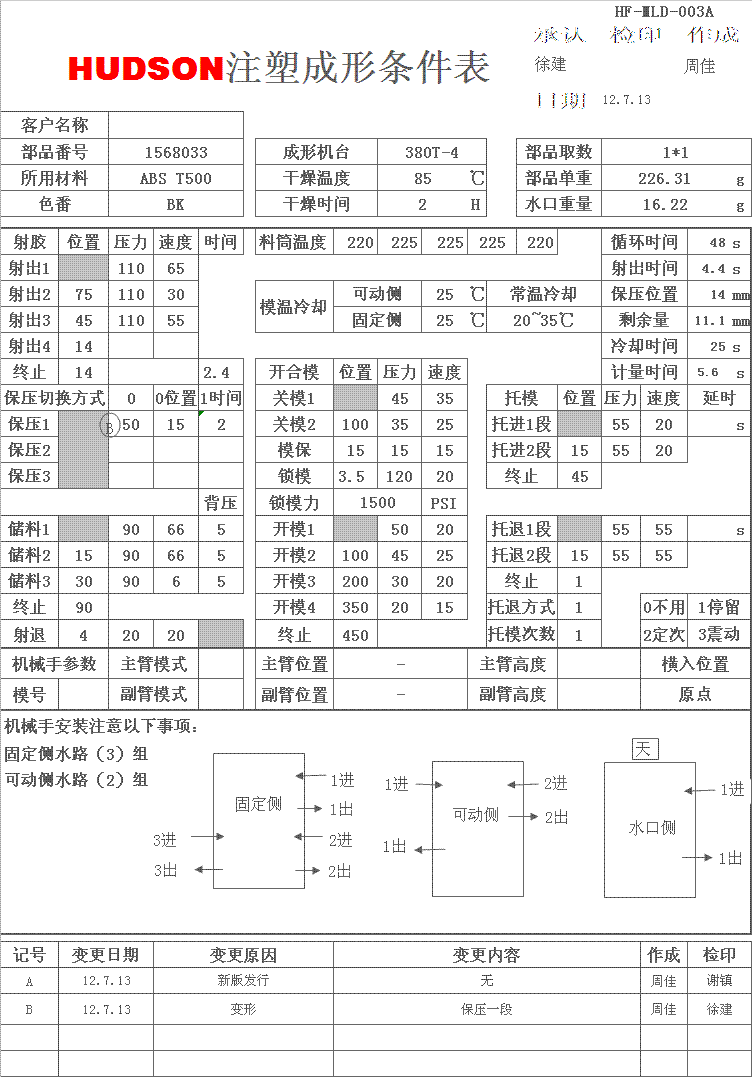 HF-MLD-003A
承认 检印 作成
徐建 周佳
HUDSON注塑成形条件表
日期 12.7.13
客户名称
部品番号 1568033 成形机台 380T-4 部品取数 1*1
所用材料 ABS T500 干燥温度 85 ℃ 部品单重 226.31 g
色番 BK 干燥时间 2 H 水口重量 16.22 g
射胶 位置 压力 速度 时间 料筒温度 220 225 225 225 220 循环时间 48 s
射出1 110 65 射出时间 4.4 s
射出2 75 110 30 模温冷却 可动侧 25 ℃ 常温冷却 保压位置 14 mm
射出3 45 110 55 固定侧 25 ℃ 20~35℃ 剩余量 11.1 mm
射出4 14 冷却时间 25 s
终止 14 2.4 开合模 位置 压力 速度 计量时间 5.6 s
保压切换方式 0 0位置 1时间 关模1 45 35 托模 位置 压力 速度 延时
保压1 B 50 15 2 关模2 100 35 25 托进1段 55 20 s
保压2 模保 15 15 15 托进2段 15 55 20
保压3 锁模 3.5 120 20 终止 45
背压 锁模力 1500 PSI
储料1 90 66 5 开模1 50 20 托退1段 55 55 s
储料2 15 90 66 5 开模2 100 45 25 托退2段 15 55 55
储料3 30 90 6 5 开模3 200 30 20 终止 1
终止 90 开模4 350 20 15 托退方式 1 0不用 1停留
射退 4 20 20 终止 450 托模次数 1 2定次 3震动
机械手参数 主臂模式 主臂位置 - 主臂高度 横入位置
模号 副臂模式 副臂位置 - 副臂高度 原点
机械手安装注意以下事项:
固定侧水路（3）组
可动侧水路（2）组
天
固定侧 1进 1出 2进 2出 3进 3出
可动侧 1进 1出 2进 2出
水口侧 1进 1出
记号 变更日期 变更原因 变更内容 作成 检印
A 12.7.13 新版发行 无 周佳 谢镇
B 12.7.13 变形 保压一段 周佳 徐建